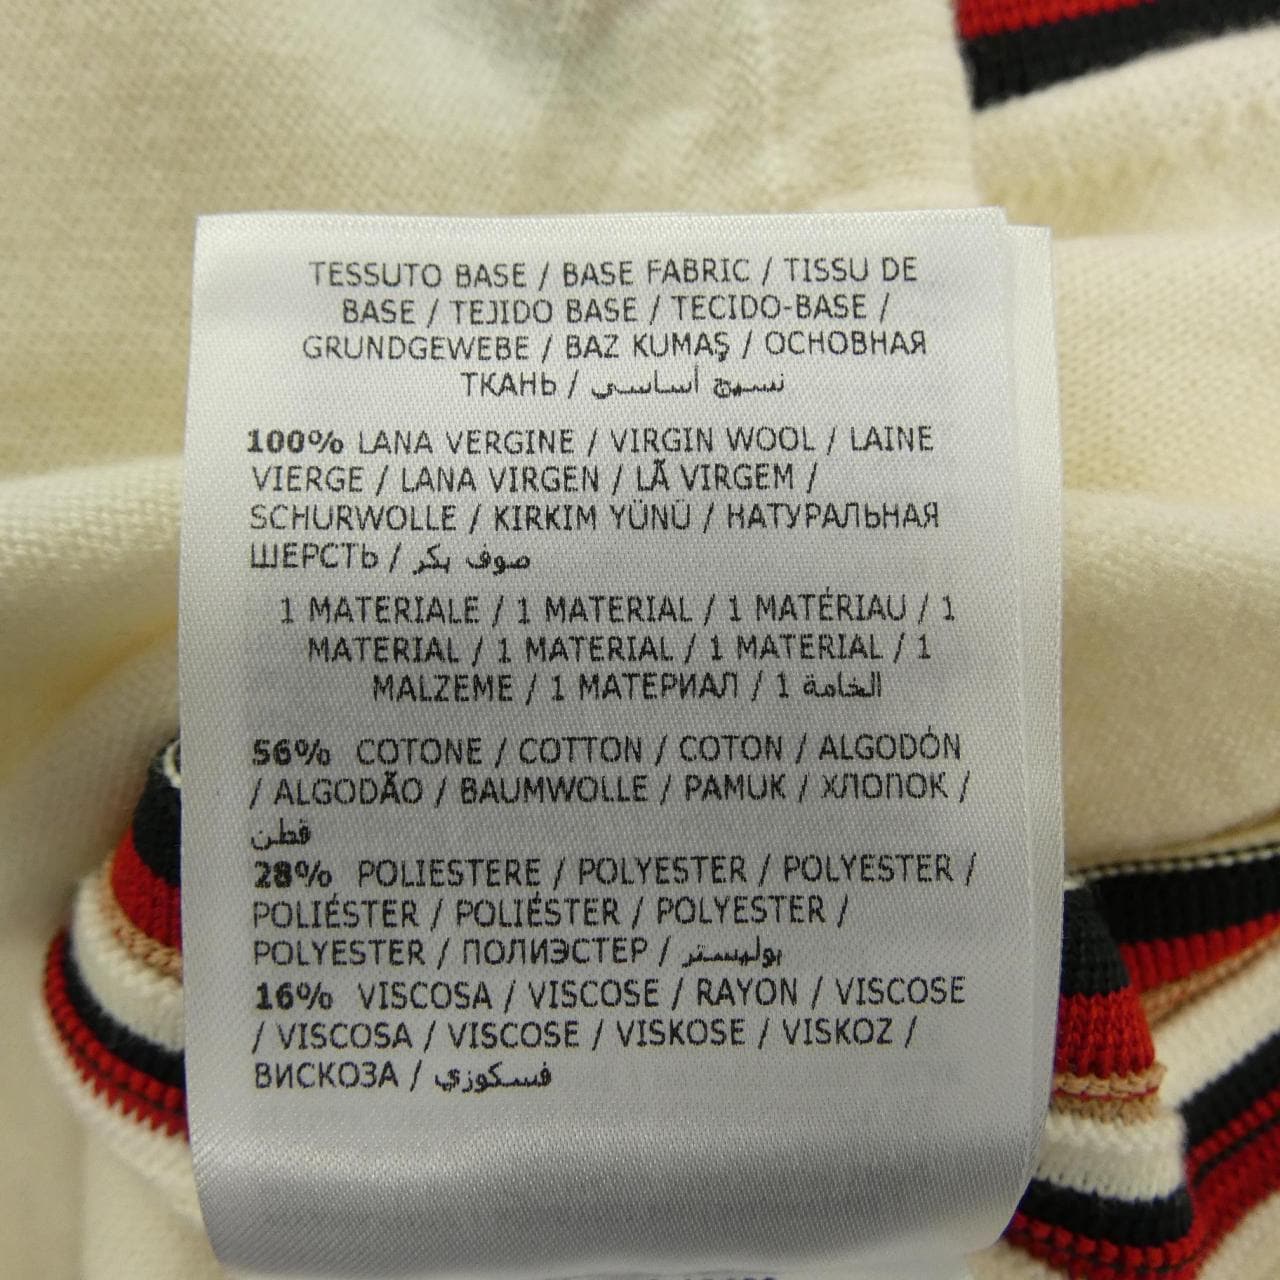 TESSUTO BASE / BASE FABRIC / TISSU DE
BASE / TEJIDO BASE / TECIDO-BASE /
GRUNDGEWEBE / BAZ KUMAŞ / ОСНОВНАЯ
ТКАНЬ / نسيج أساسي
100% LANA VERGINE / VIRGIN WOOL / LAINE
VIERGE / LANA VIRGEN / LÃ VIRGEM /
SCHURWOLLE / KIRKIM YÜNÜ / НАТУРАЛЬНАЯ
ШЕРСТЬ / صوف بكر
1 MATERIALE / 1 MATERIAL / 1 MATÉRIAU / 1
MATERIAL / 1 MATERIAL / 1 MATERIAL / 1
MALZEME / 1 МАТЕРИАЛ / 1 الخامة
56% COTONE / COTTON / COTON / ALGODÓN
/ ALGODÃO / BAUMWOLLE / PAMUK / ХЛОПОК /
قطن
28% POLIESTERE / POLYESTER / POLYESTER /
POLIÉSTER / POLIÉSTER / POLYESTER /
POLYESTER / ПОЛИЭСТЕР / بوليستر
16% VISCOSA / VISCOSE / RAYON / VISCOSE
/ VISCOSA / VISCOSE / VISKOSE / VISKOZ /
ВИСКОЗА / فسكوزي